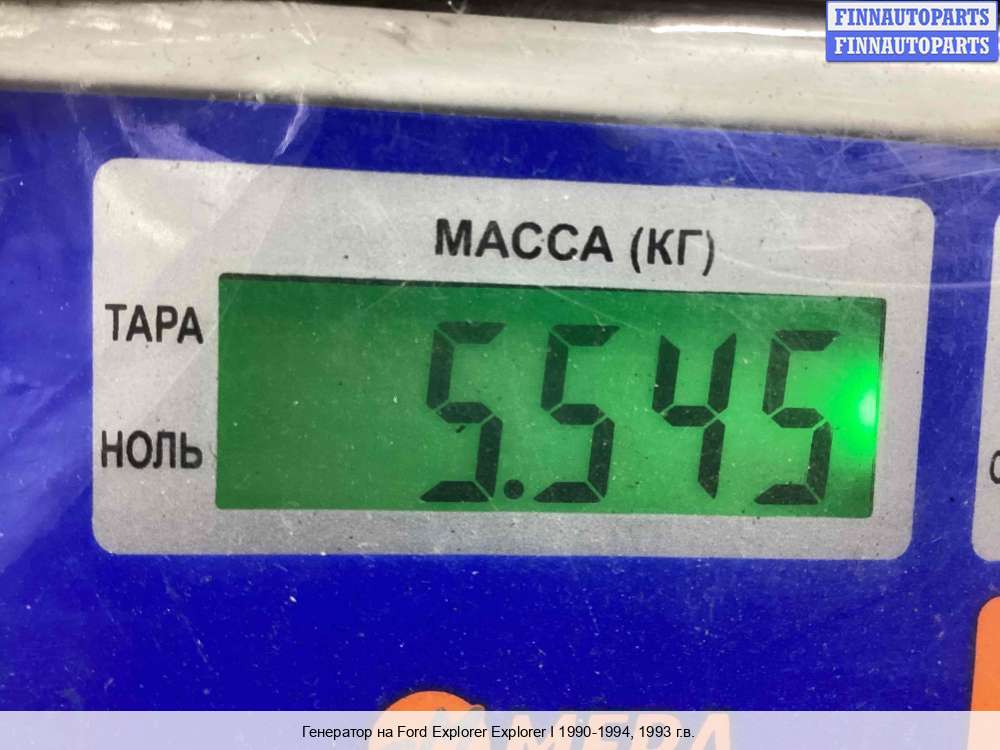 FINNAUTOPARTS
FINNAUTOPARTS
МАССА (КГ)
ТАРА
5.545
НОЛЬ
Генератор на Ford Explorer Explorer I 1990-1994, 1993 г.в.